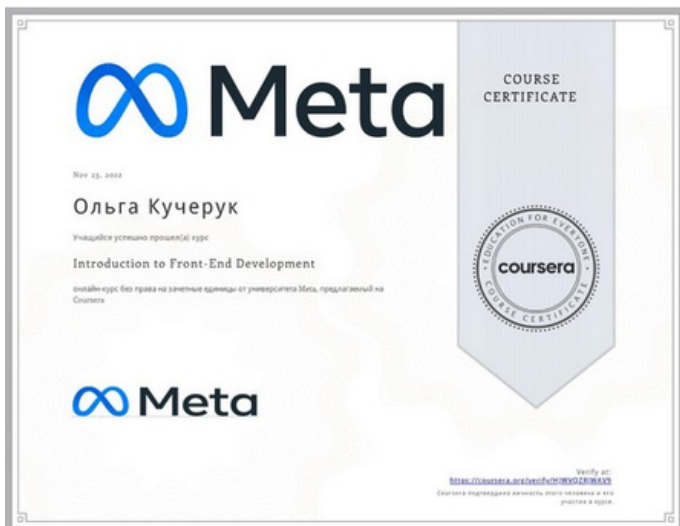 Meta
COURSE
CERTIFICATE
Nov 23, 2022
Ольга Кучерук
Учащийся успешно прошел(а) курс
Introduction to Front-End Development
онлайн-курс без права на зачетные единицы от университета Meta, предлагаемый на
Coursera
EDUCATION FOR EVERYONE
coursera
COURSE CERTIFICATE
Meta
Verify at:
Coursera подтвердила личность этого человека и его
участие в курсе.